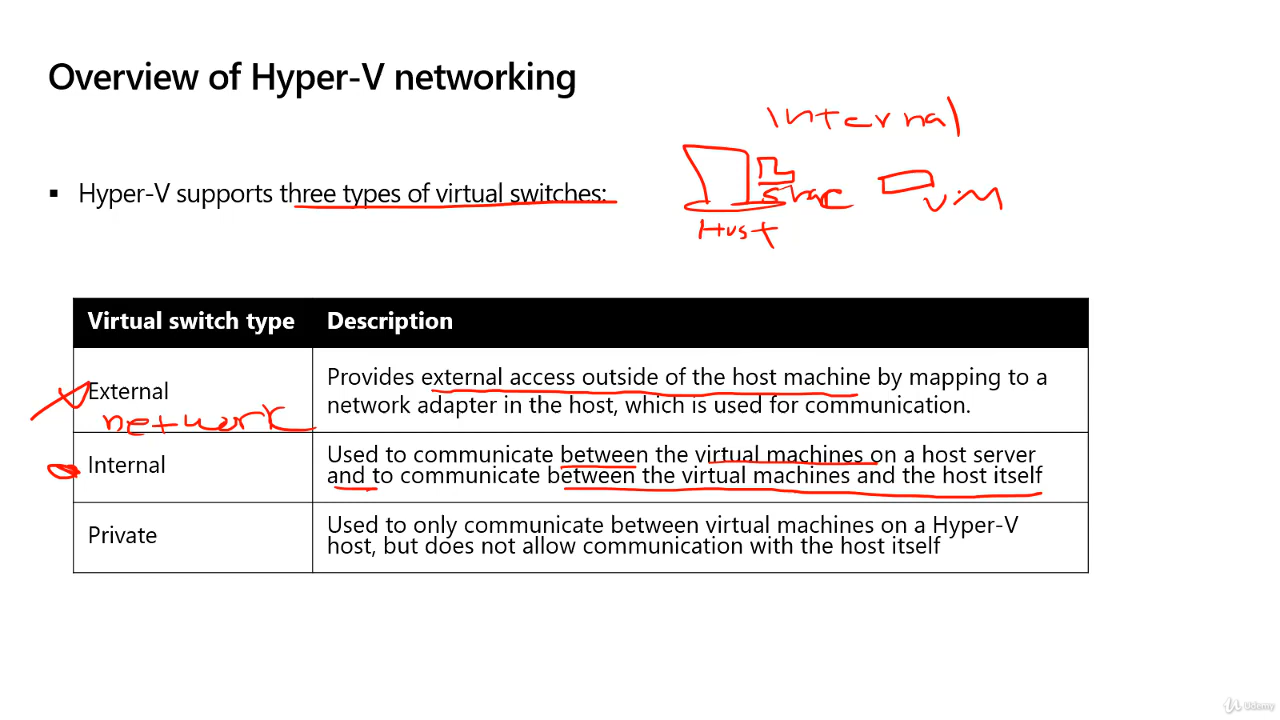 Overview of Hyper-V networking
Internal
▪ Hyper-V supports three types of virtual switches:
V.M
Host
Virtual switch type Description
External
network
Provides external access outside of the host machine by mapping to a
network adapter in the host, which is used for communication.
Internal
Used to communicate between the virtual machines on a host server
and to communicate between the virtual machines and the host itself
Private
Used to only communicate between virtual machines on a Hyper-V
host, but does not allow communication with the host itself
Udemy